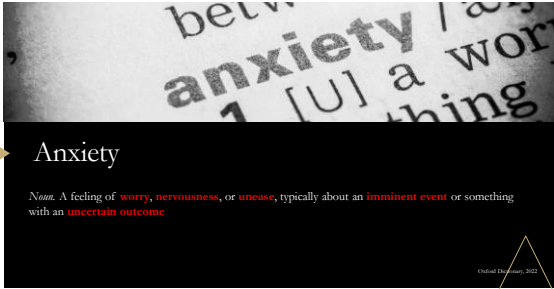 betw
anxiety /
1 [U] a wor
thing
Anxiety
Noun. A feeling of worry, nervousness, or unease, typically about an imminent event or something
with an uncertain outcome
Oxford Dictionary, 2022